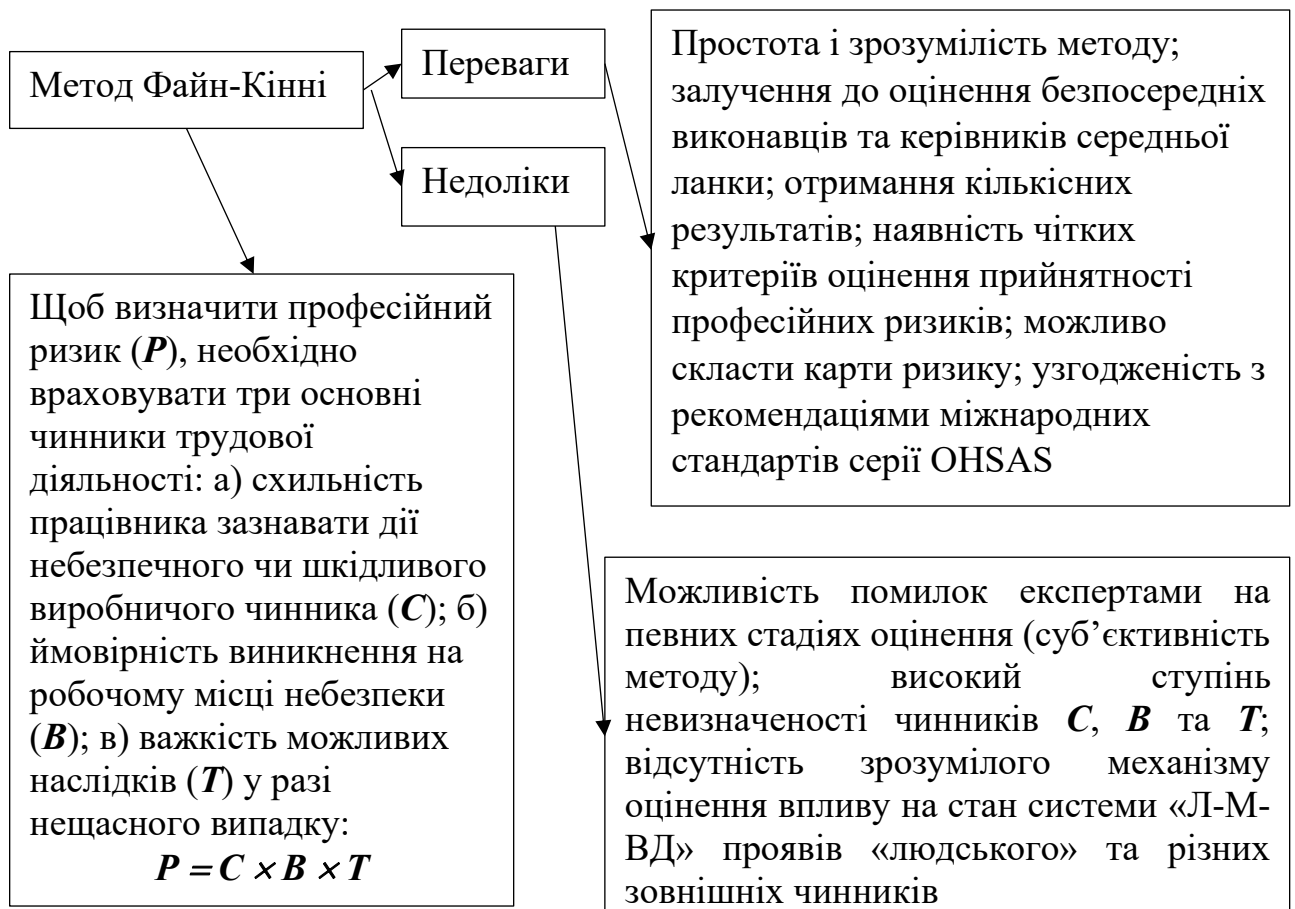 Метод Файн-Кінні
Переваги
Недоліки
Простота і зрозумілість методу;
залучення до оцінення безпосередніх
виконавців та керівників середньої
ланки; отримання кількісних
результатів; наявність чітких
критеріїв оцінення прийнятності
професійних ризиків; можливо
скласти карти ризику; узгодженість з
рекомендаціями міжнародних
стандартів серії OHSAS
Щоб визначити професійний
ризик (Р), необхідно
враховувати три основні
чинники трудової
діяльності: а) схильність
працівника зазнавати дії
небезпечного чи шкідливого
виробничого чинника (С); б)
ймовірність виникнення на
робочому місці небезпеки
(В); в) важкість можливих
наслідків (Т) у разі
нещасного випадку:
Р = С × В × Т
Можливість помилок експертами на
певних стадіях оцінення (суб’єктивність
методу); високий ступінь
невизначеності чинників С, В та Т;
відсутність зрозумілого механізму
оцінення впливу на стан системи «Л-М-
ВД» проявів «людського» та різних
зовнішніх чинників